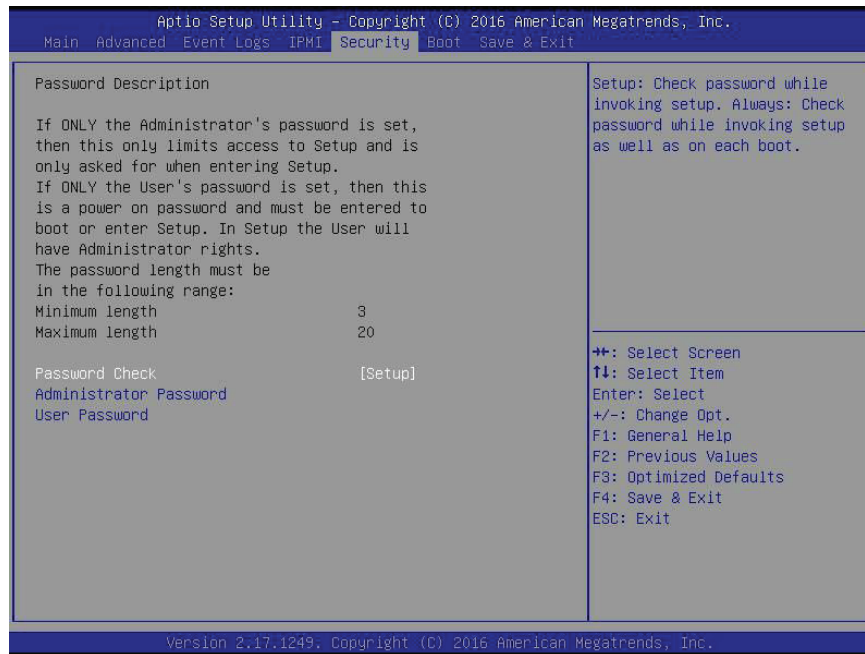 Aptio Setup Utility – Copyright (C) 2016 American Megatrends, Inc.
Main Advanced Event Logs IPMI Security Boot Save & Exit
Password Description
If ONLY the Administrator's password is set,
then this only limits access to Setup and is
only asked for when entering Setup.
If ONLY the User's password is set, then this
is a power on password and must be entered to
boot or enter Setup. In Setup the User will
have Administrator rights.
The password length must be
in the following range:
Minimum length 3
Maximum length 20
Password Check [Setup]
Administrator Password
User Password
Setup: Check password while
invoking setup. Always: Check
password while invoking setup
as well as on each boot.
→←: Select Screen
↑↓: Select Item
Enter: Select
+/-: Change Opt.
F1: General Help
F2: Previous Values
F3: Optimized Defaults
F4: Save & Exit
ESC: Exit
Version 2.17.1249. Copyright (C) 2016 American Megatrends, Inc.